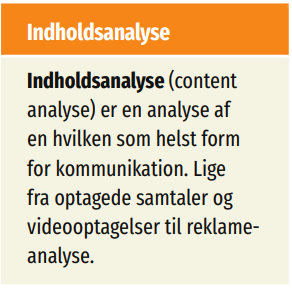 Indholdsanalyse
Indholdsanalyse (content
analyse) er en analyse af
en hvilken som helst form
for kommunikation. Lige
fra optagede samtaler og
videooptagelser til reklame-
analyse.